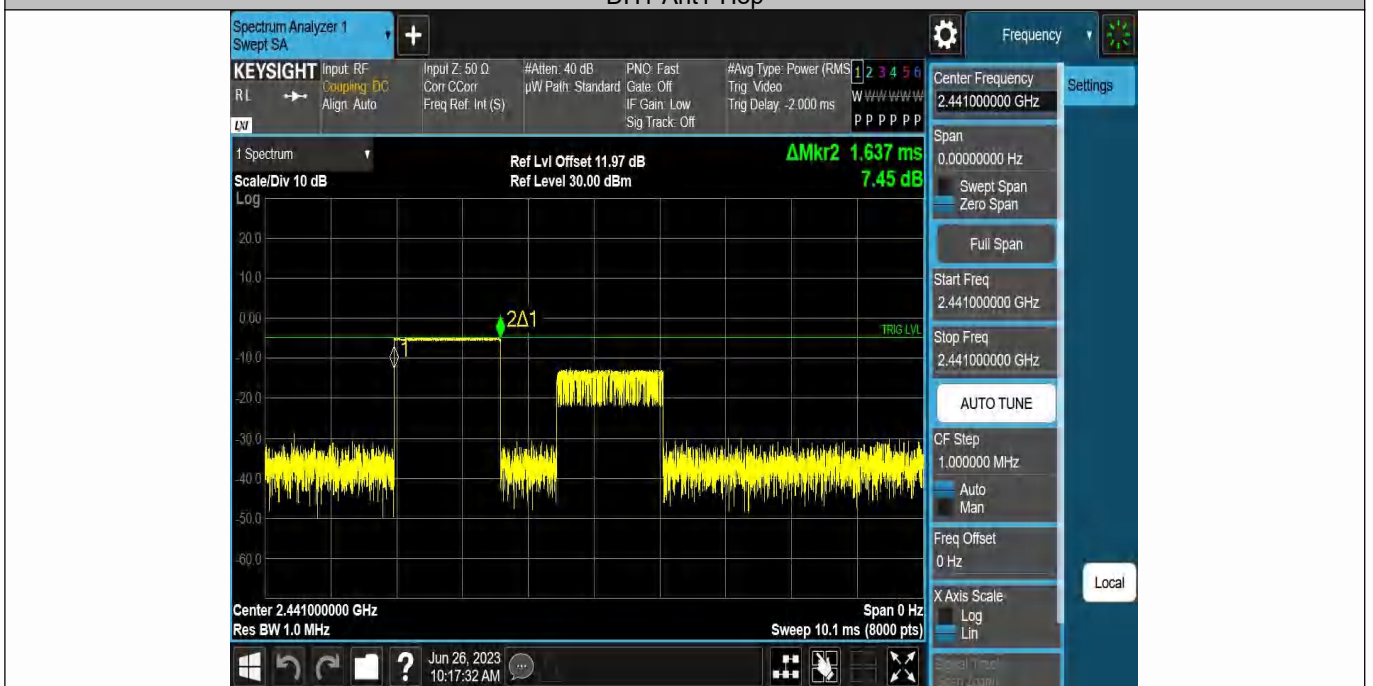 Spectrum Analyzer 1
Swept SA
Frequency
KEYSIGHT
RL
LXI
Input: RF
Coupling: DC
Align: Auto
Input Z: 50 Ω
Corr CCorr
Freq Ref: Int (S)
#Atten: 40 dB
µW Path: Standard
PNO: Fast
Gate: Off
IF Gain: Low
Sig Track: Off
#Avg Type: Power (RMS
Trig: Video
Trig Delay: -2.000 ms
1 2 3 4 5 6
W W W W W W
P P P P P P
Center Frequency
2.441000000 GHz
Settings
Span
0.00000000 Hz
Swept Span
Zero Span
Full Span
Start Freq
2.441000000 GHz
Stop Freq
2.441000000 GHz
AUTO TUNE
CF Step
1.000000 MHz
Auto
Man
Freq Offset
0 Hz
X Axis Scale
Log
Lin
Local
1 Spectrum
Scale/Div 10 dB
Log
Ref Lvl Offset 11.97 dB
Ref Level 30.00 dBm
ΔMkr2 1.637 ms
7.45 dB
20.0
10.0
0.00
-10.0
-20.0
-30.0
-40.0
-50.0
-60.0
2Δ1
1
TRIG LVL
Center 2.441000000 GHz
Res BW 1.0 MHz
Span 0 Hz
Sweep 10.1 ms (8000 pts)
?
Jun 26, 2023
10:17:32 AM